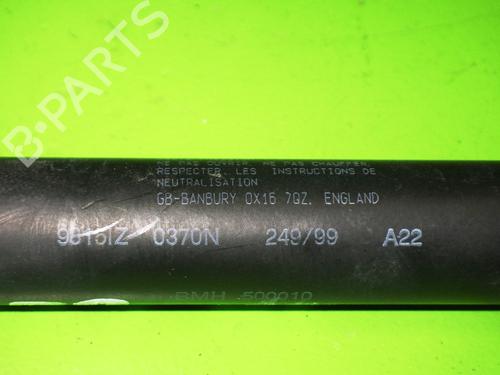 NE PAS OUVRIR, NE PAS CHAUFFER,
RESPECTER, LES INSTRUCTIONS DE
NEUTRALISATION
GB-BANBURY OX16 7QZ. ENGLAND
0370N 249/99 A22
BMH 500010
B-PARTS